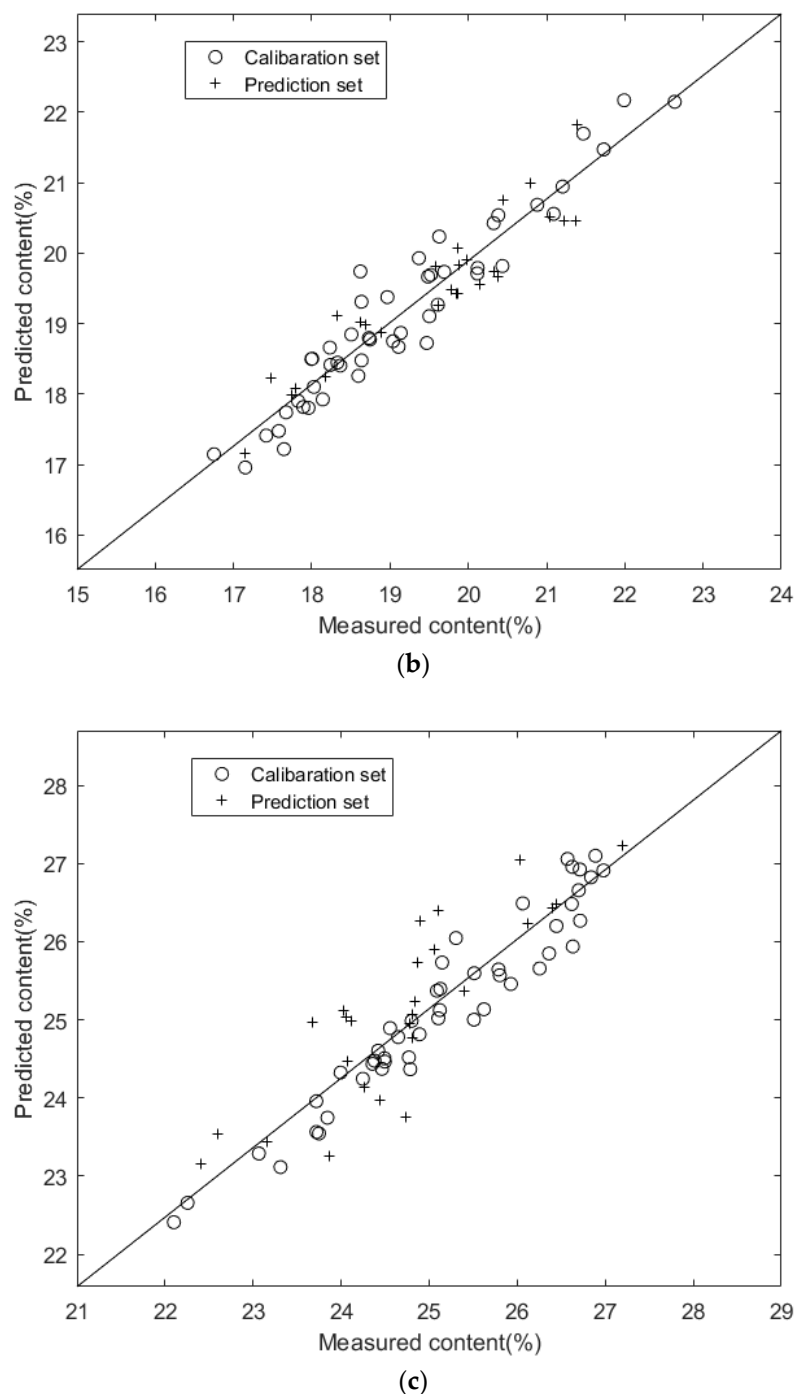 23
22
21
20
19
18
17
16
Predicted content(%)
Calibaration set
Prediction set
15 16 17 18 19 20 21 22 23 24
Measured content(%)
(b)
28
27
26
25
24
23
22
Predicted content(%)
Calibaration set
Prediction set
21 22 23 24 25 26 27 28 29
Measured content(%)
(c)